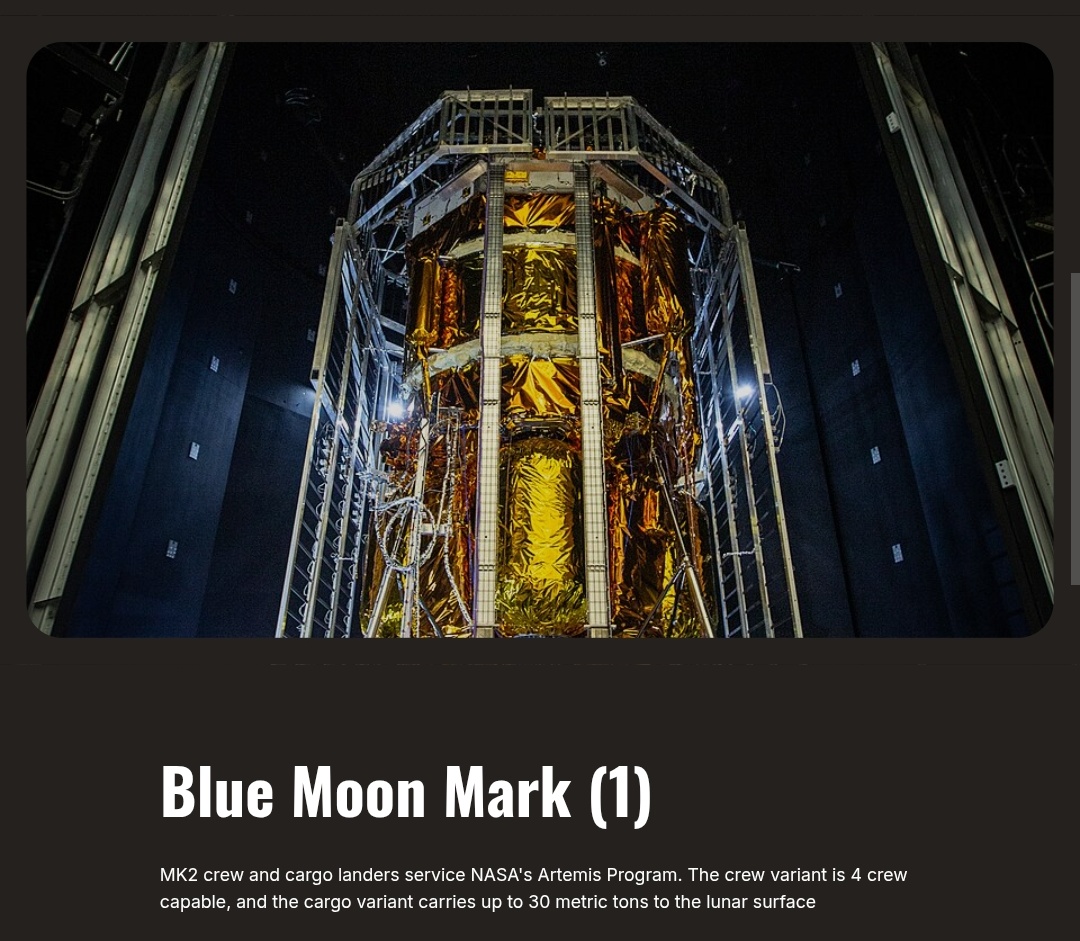 Blue Moon Mark (1)
MK2 crew and cargo landers service NASA's Artemis Program. The crew variant is 4 crew
capable, and the cargo variant carries up to 30 metric tons to the lunar surface